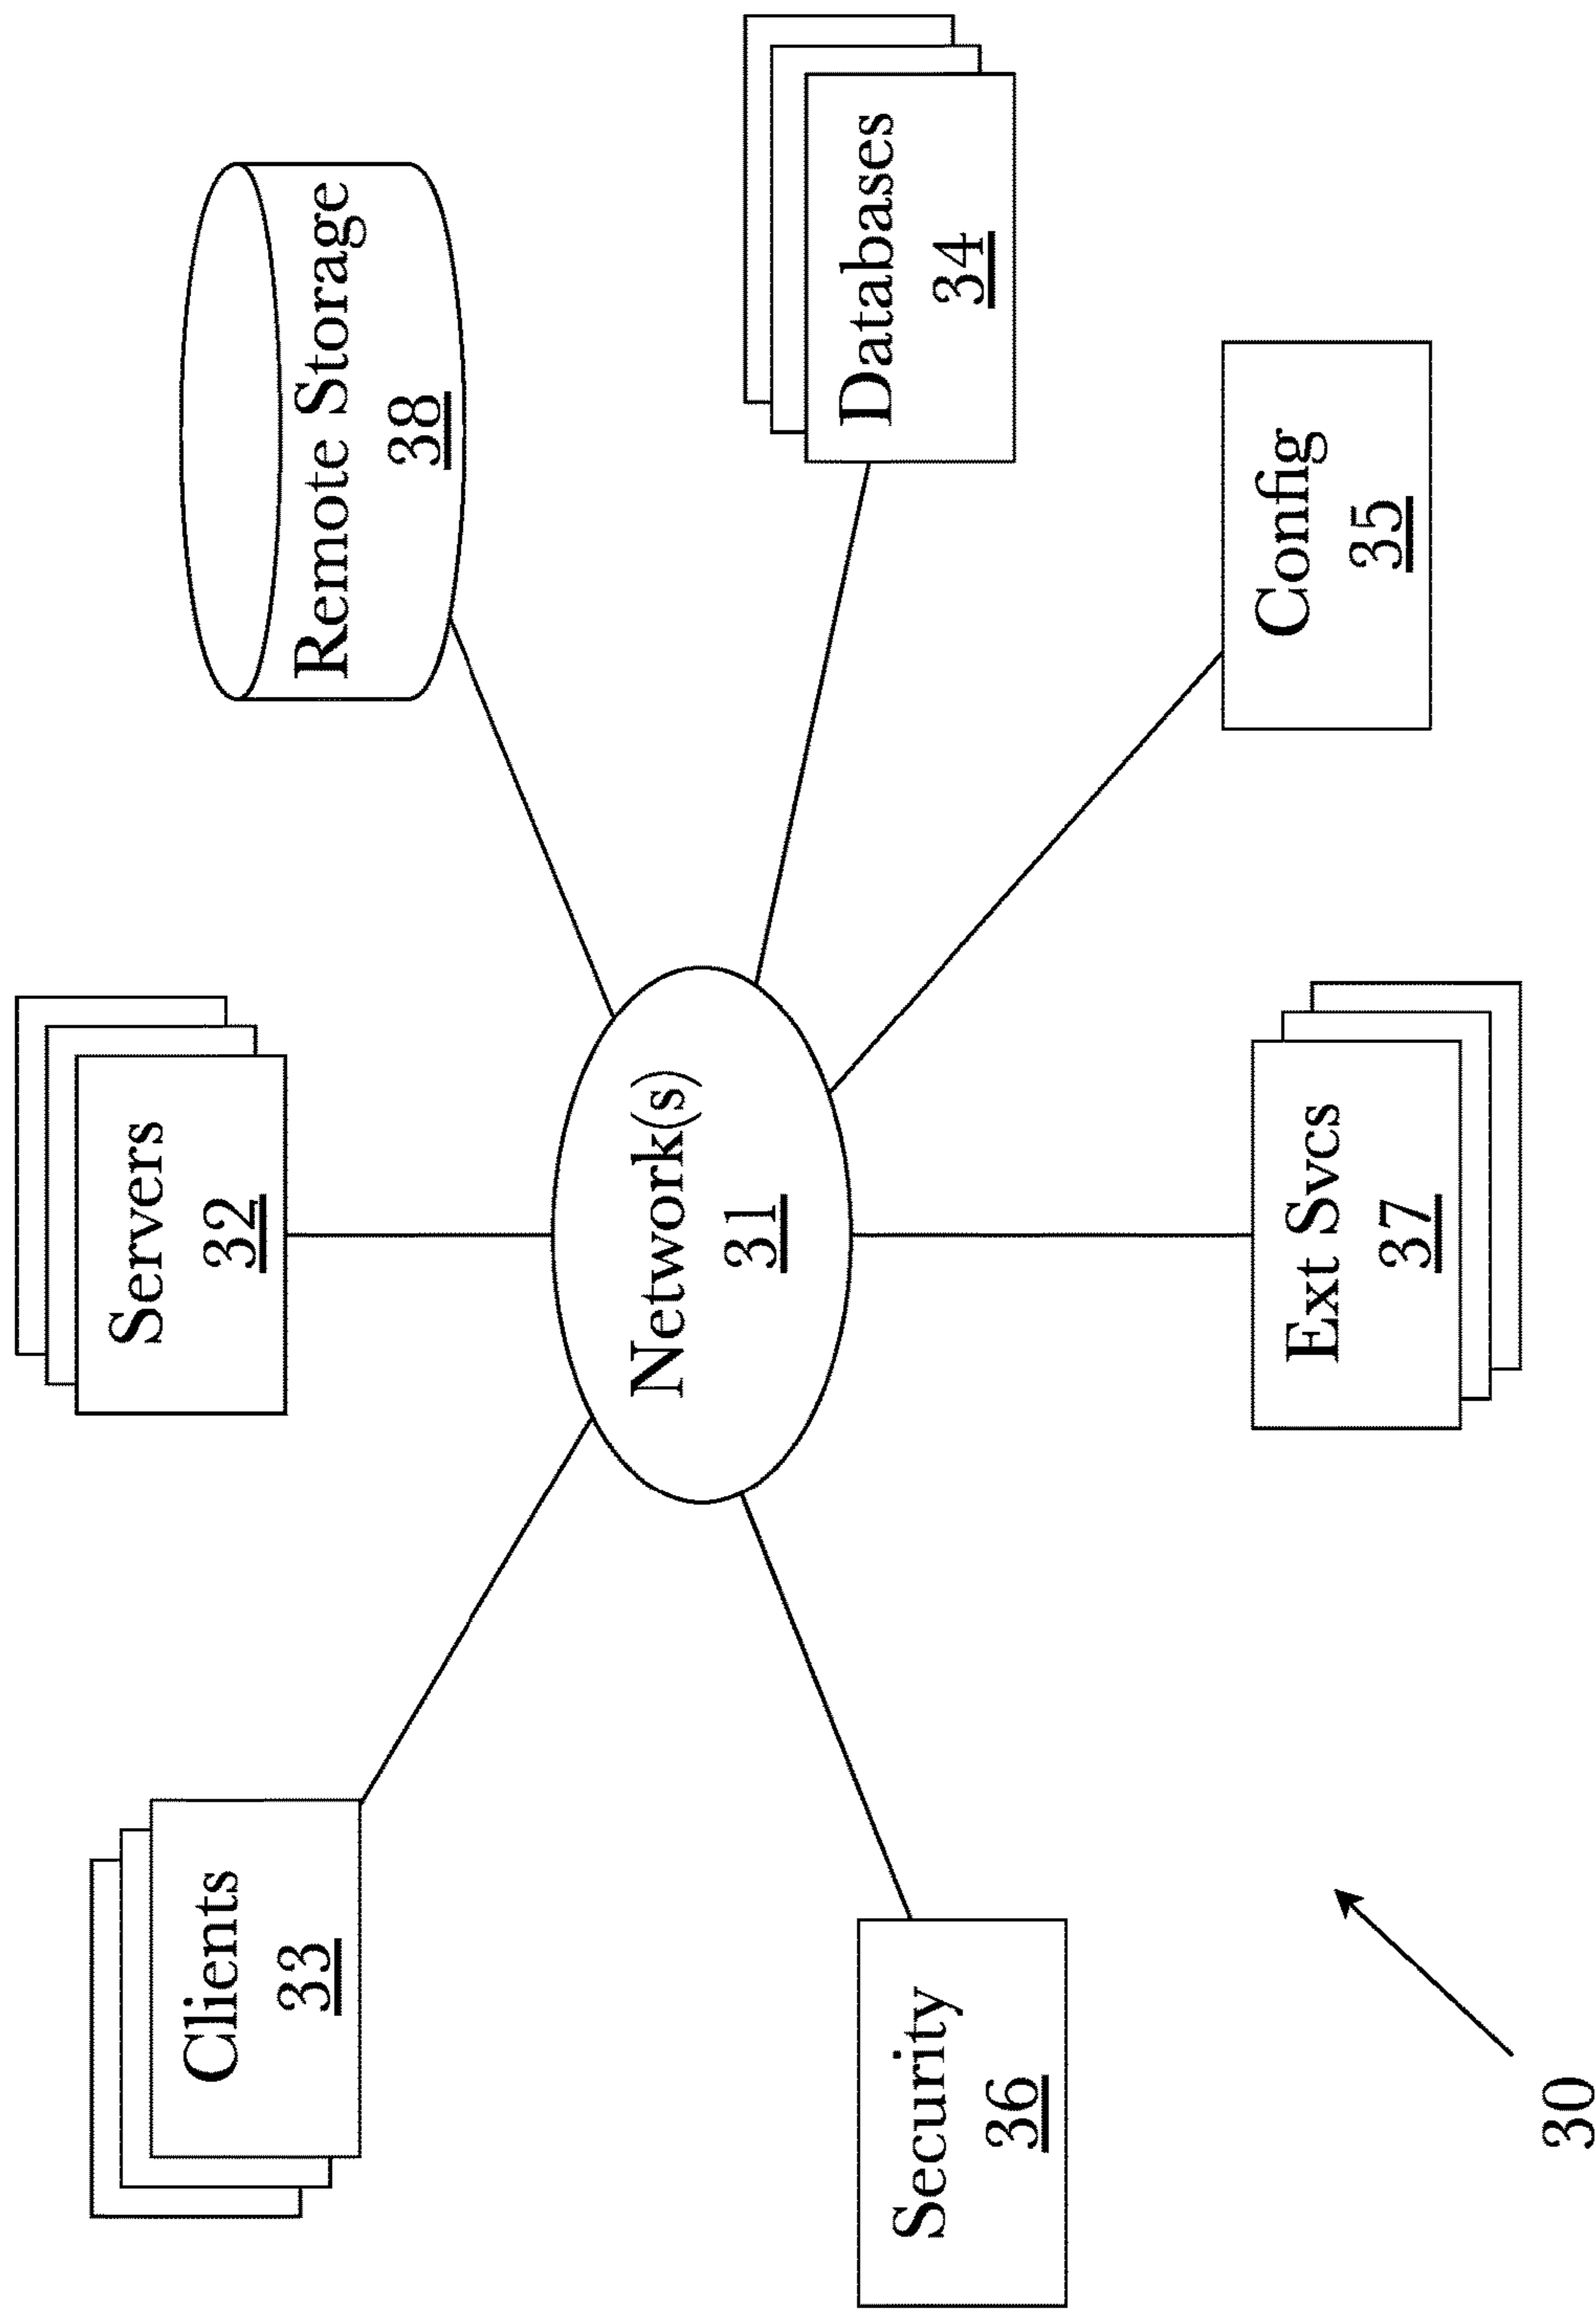 Servers
32
Clients
33
Remote Storage
38
Network(s)
31
Databases
34
Security
36
Ext Svcs
37
Config
35
30